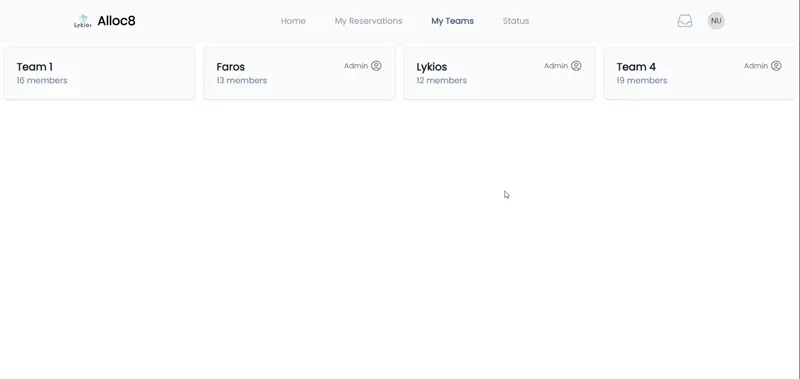 Lykios
Alloc8
Home
My Reservations
My Teams
Status
NU
Team 1
16 members
Faros
Admin
13 members
Lykios
Admin
12 members
Team 4
Admin
19 members